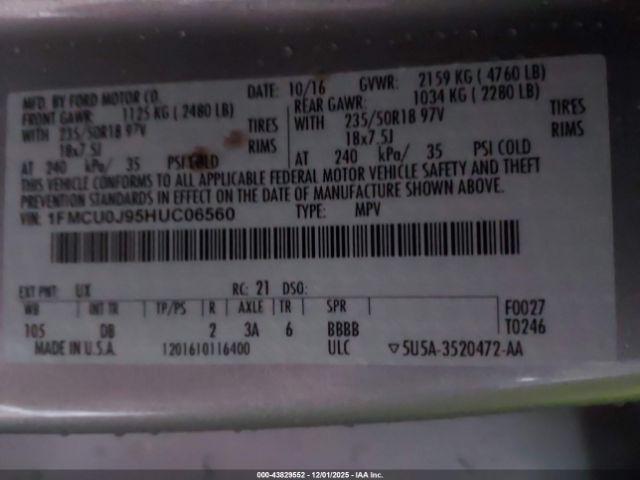 MFD. BY FORD MOTOR CO. DATE: 10/16 GVWR: 2159 KG ( 4760 LB)
FRONT GAWR: 1125 KG ( 2480 LB) REAR GAWR: 1034 KG ( 2280 LB)
WITH 235/50R18 97V TIRES WITH 235/50R18 97V TIRES
18x7.5J RIMS 18x7.5J RIMS
AT 240 kPa/ 35 PSI COLD AT 240 kPa/ 35 PSI COLD
THIS VEHICLE CONFORMS TO ALL APPLICABLE FEDERAL MOTOR VEHICLE SAFETY AND THEFT
PREVENTION STANDARDS IN EFFECT ON THE DATE OF MANUFACTURE SHOWN ABOVE.
VIN: 1FMCU0J95HUC06560 TYPE: MPV
EXT PNT: UX RC: 21 DSO:
WB INT TR TP/PS R AXLE TR SPR F0027
105 DB 2 3A 6 BBBB T0246
MADE IN U.S.A. 1201610116400 ULC ▽5U5A-3520472-AA
000-43829552 - 12/01/2025 - IAA Inc.